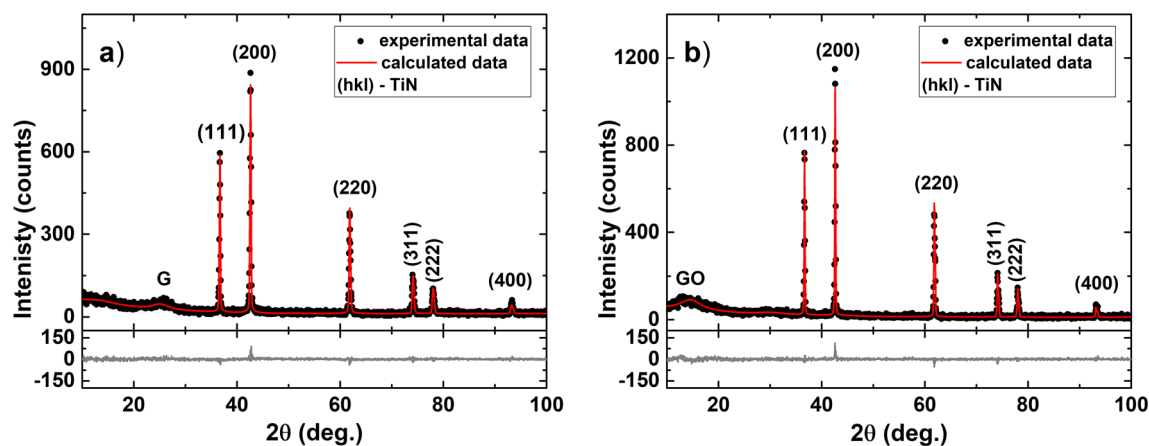 a)
experimental data
calculated data
(hkl) - TiN
(200)
(111)
(220)
(311)
(222)
(400)
G
900
600
300
0
150
0
-150
Intenisty (counts)
20 40 60 80 100
2θ (deg.)
b)
experimental data
calculated data
(hkl) - TiN
(200)
(111)
(220)
(311)
(222)
(400)
GO
1200
800
400
0
150
0
-150
Intenisty (counts)
20 40 60 80 100
2θ (deg.)